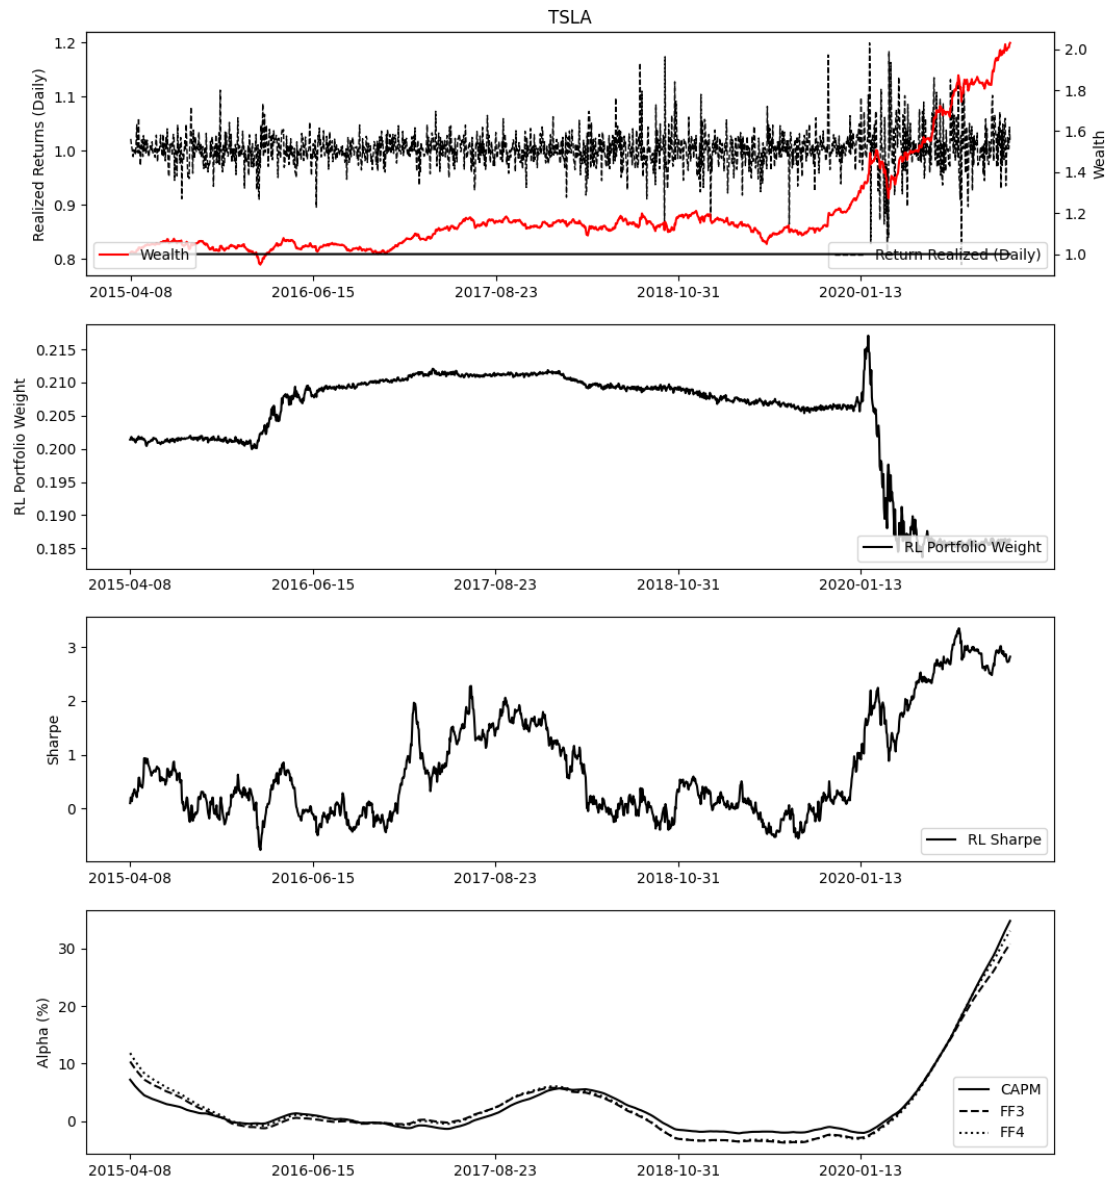 TSLA
Realized Returns (Daily)
1.2
1.1
1.0
0.9
0.8
2.0
1.8
1.6
1.4
1.2
1.0
Wealth
Wealth
Return Realized (Daily)
2015-04-08 2016-06-15 2017-08-23 2018-10-31 2020-01-13
RL Portfolio Weight
0.215
0.210
0.205
0.200
0.195
0.190
0.185
RL Portfolio Weight
2015-04-08 2016-06-15 2017-08-23 2018-10-31 2020-01-13
Sharpe
3
2
1
0
RL Sharpe
2015-04-08 2016-06-15 2017-08-23 2018-10-31 2020-01-13
Alpha (%)
30
20
10
0
CAPM
FF3
FF4
2015-04-08 2016-06-15 2017-08-23 2018-10-31 2020-01-13